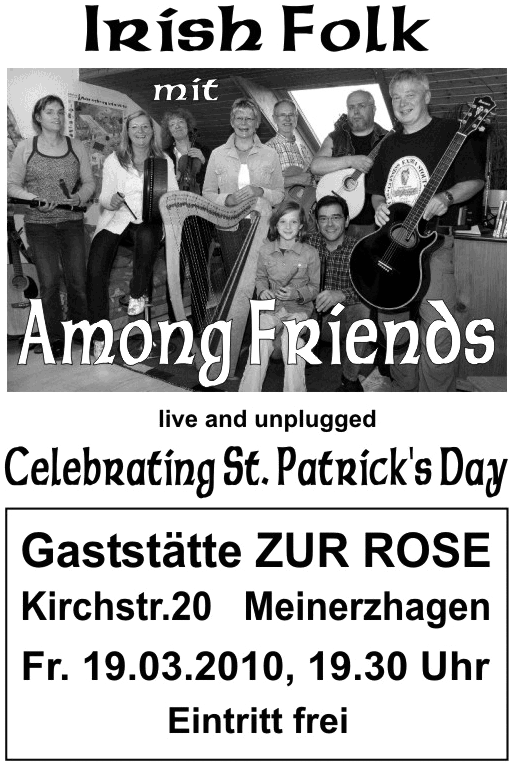 Irish Folk
mit
Among Friends
live and unplugged
Celebrating St. Patrick's Day
Gaststätte ZUR ROSE
Kirchstr.20 Meinerzhagen
Fr. 19.03.2010, 19.30 Uhr
Eintritt frei